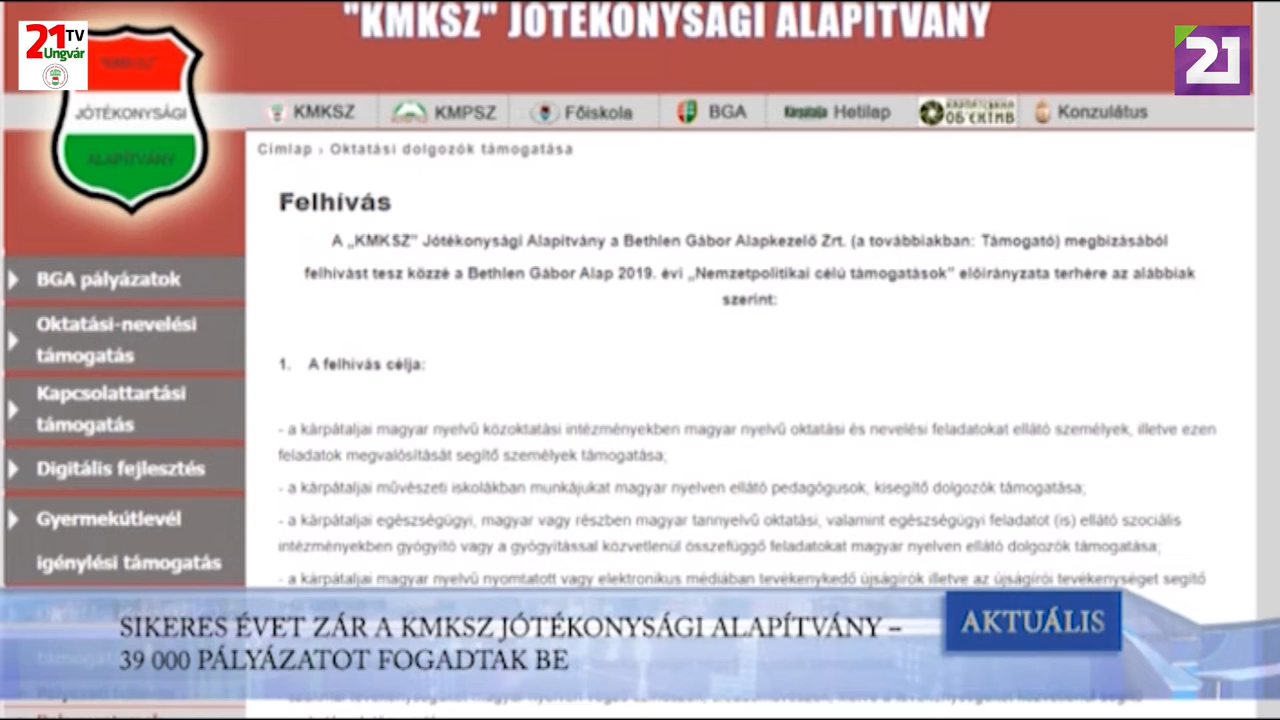 "KMKSZ" JÓTÉKONYSÁGI ALAPÍTVÁNY
21 TV
Ungvár
21
"KMKSZ"
JÓTÉKONYSÁGI
ALAPÍTVÁNY
KMKSZ KMPSZ Főiskola BGA Kárpátalja Hetilap Konzulátus
Címlap › Oktatási dolgozók támogatása
Felhívás
A „KMKSZ" Jótékonysági Alapítvány a Bethlen Gábor Alapkezelő Zrt. (a továbbiakban: Támogató) megbízásából
felhívást tesz közzé a Bethlen Gábor Alap 2019. évi „Nemzetpolitikai célú támogatások" előirányzata terhére az alábbiak
szerint:
1. A felhívás célja:
- a kárpátaljai magyar nyelvű közoktatási intézményekben magyar nyelvű oktatási és nevelési feladatokat ellátó személyek, illetve ezen
feladatok megvalósítását segítő személyek támogatása;
- a kárpátaljai művészeti iskolákban munkájukat magyar nyelven ellátó pedagógusok, kisegítő dolgozók támogatása;
- a kárpátaljai egészségügyi, magyar vagy részben magyar tannyelvű oktatási, valamint egészségügyi feladatot (is) ellátó szociális
intézményekben gyógyító vagy a gyógyítással közvetlenül összefüggő feladatokat magyar nyelven ellátó dolgozók támogatása;
- a kárpátaljai magyar nyelvű nyomtatott vagy elektronikus médiában tevékenykedő újságírók illetve az újságírói tevékenységet segítő
BGA pályázatok
Oktatási-nevelési
támogatás
Kapcsolattartási
támogatás
Digitális fejlesztés
Gyermekútlevél
igénylési támogatás
SIKERES ÉVET ZÁR A KMKSZ JÓTÉKONYSÁGI ALAPÍTVÁNY –
39 000 PÁLYÁZATOT FOGADTAK BE
AKTUÁLIS